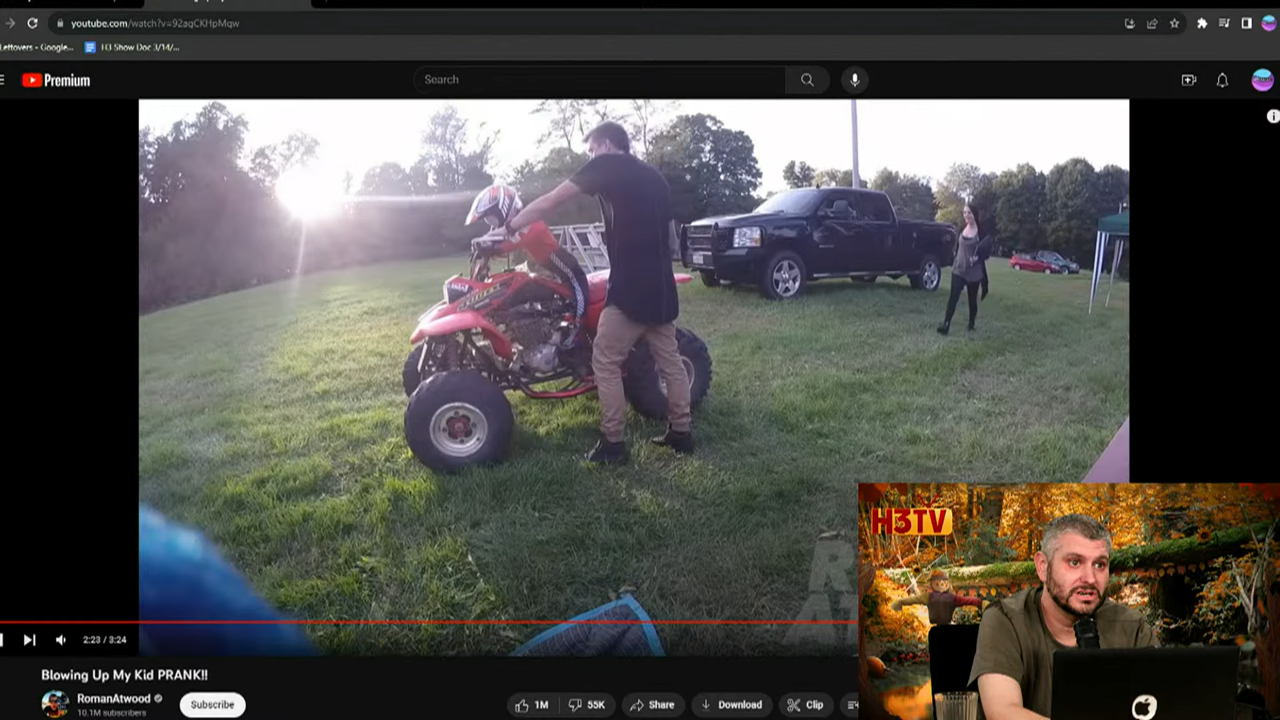 youtube.com/watch?v=92agCKHpMqw
Leftovers - Google...
H3 Show Doc 3/14/...
Premium
Search
H3TV
2:23 / 3:24
Blowing Up My Kid PRANK!!
RomanAtwood
10.1M subscribers
Subscribe
1M
55K
Share
Download
Clip